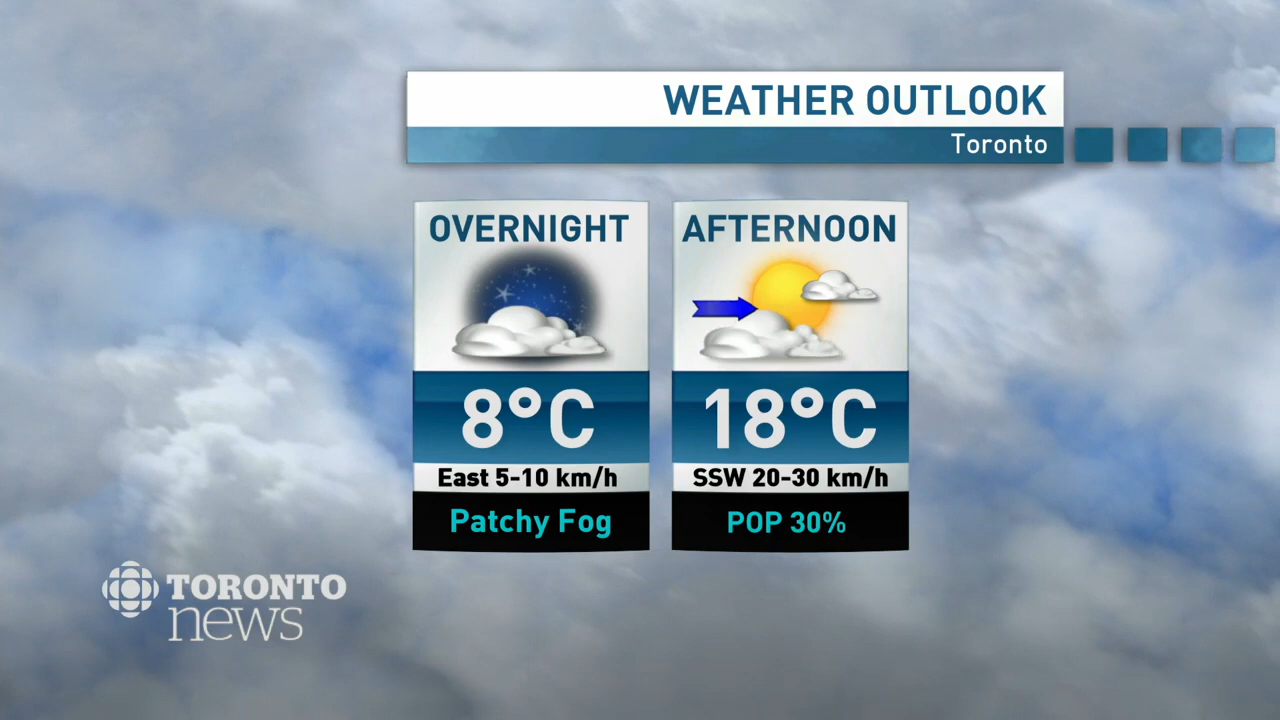 WEATHER OUTLOOK
Toronto
OVERNIGHT
8°C
East 5-10 km/h
Patchy Fog
AFTERNOON
18°C
SSW 20-30 km/h
POP 30%
TORONTO
news